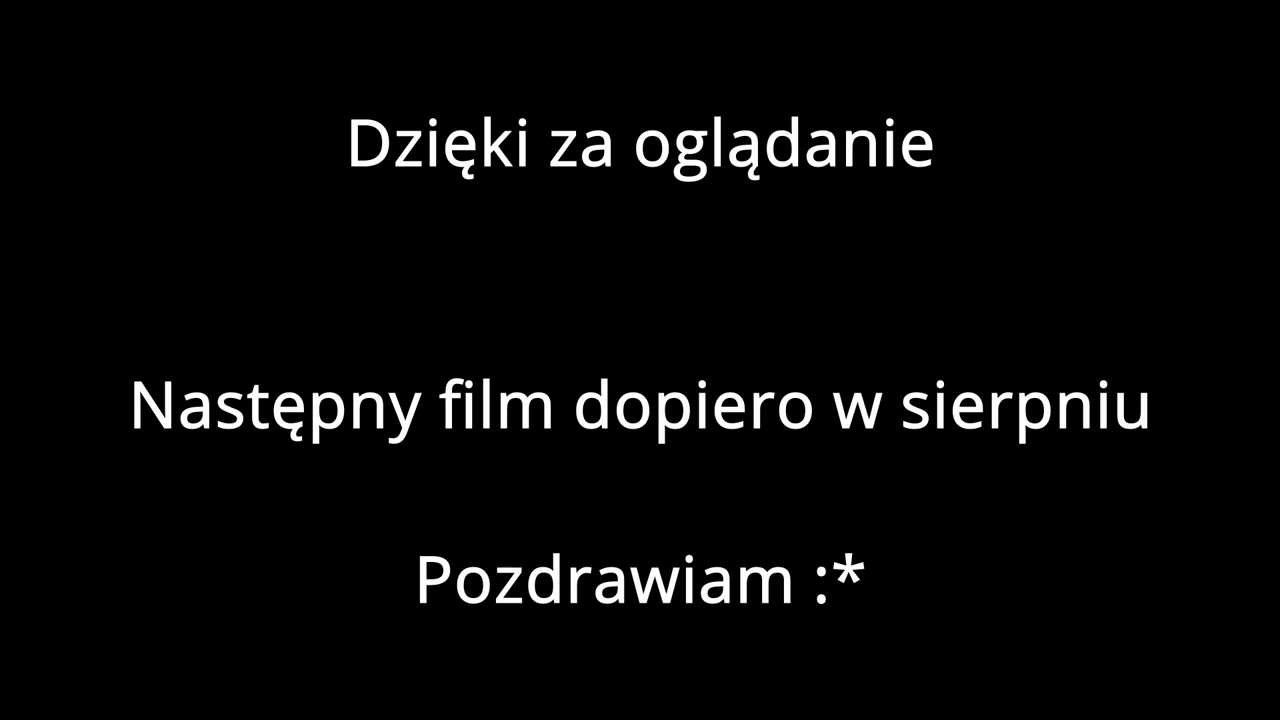 Dzięki za oglądanie
Następny film dopiero w sierpniu
Pozdrawiam :*